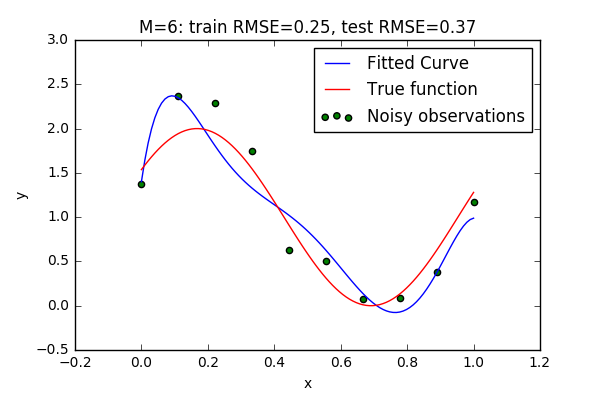 M=6: train RMSE=0.25, test RMSE=0.37
Fitted Curve
True function
Noisy observations
y
3.0
2.5
2.0
1.5
1.0
0.5
0.0
−0.5
−0.2 0.0 0.2 0.4 0.6 0.8 1.0 1.2
x